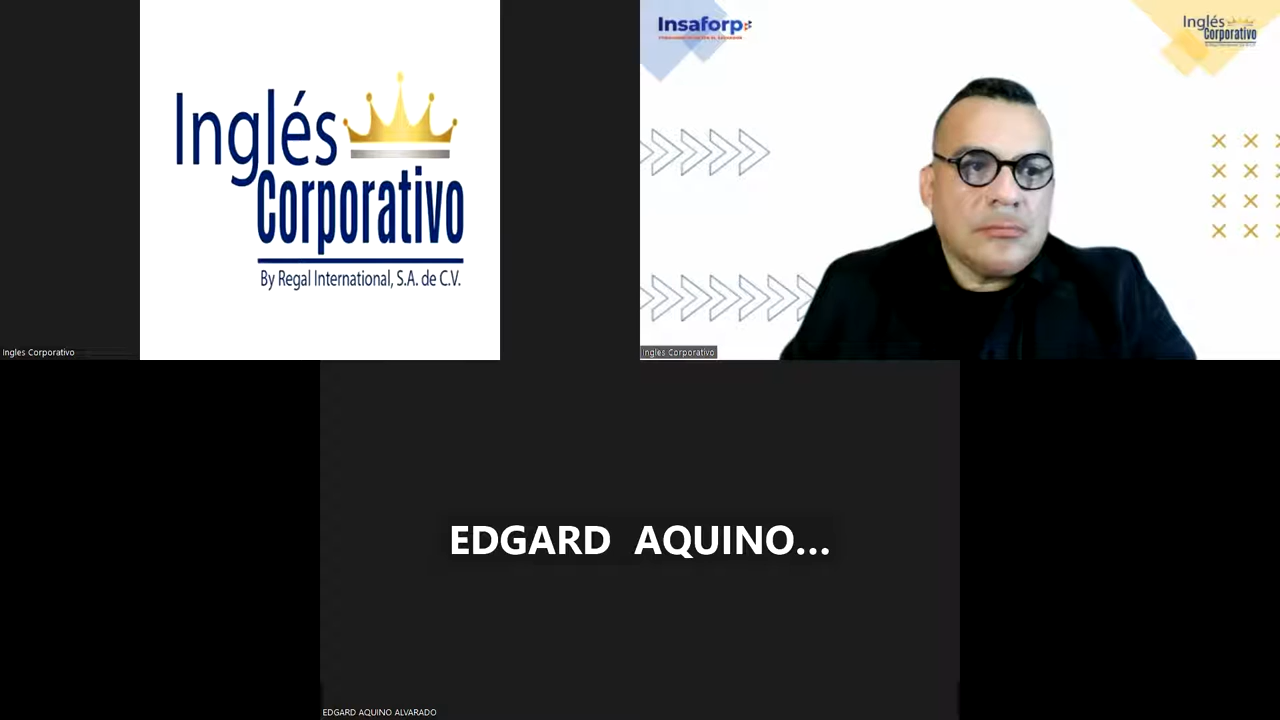 Inglés
Corporativo
By Regal International, S.A. de C.V.
Ingles Corporativo
Insaforp
Inglés
Corporativo
Ingles Corporativo
EDGARD AQUINO...
EDGARD AQUINO ALVARADO